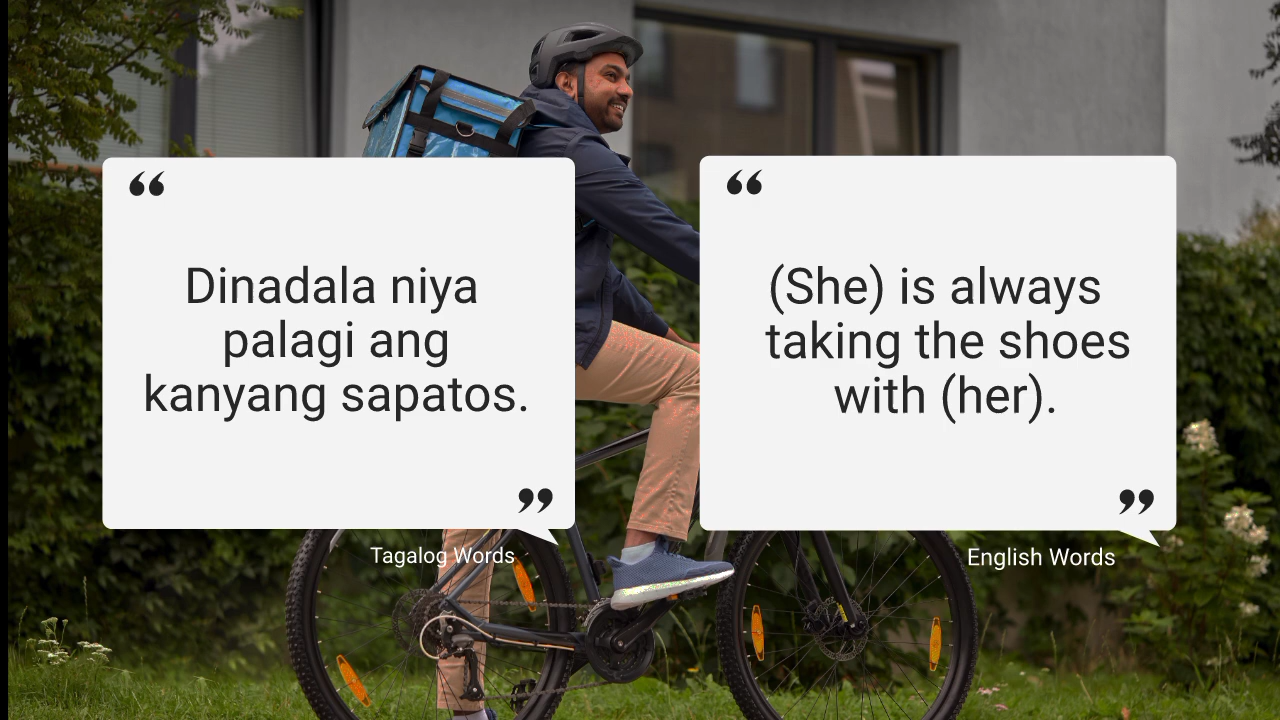 “
Dinadala niya
palagi ang
kanyang sapatos.
”
Tagalog Words
“
(She) is always
taking the shoes
with (her).
”
English Words